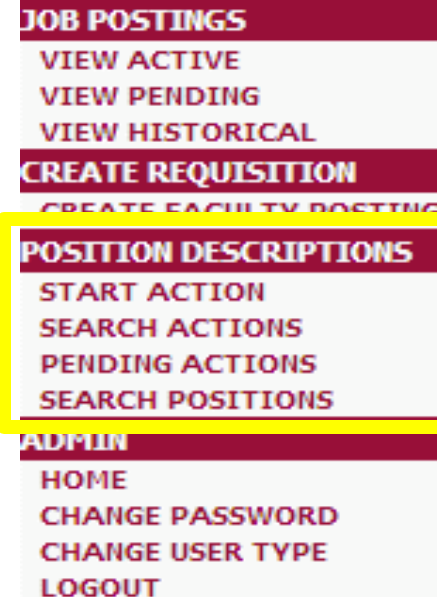 JOB POSTINGS
VIEW ACTIVE
VIEW PENDING
VIEW HISTORICAL
CREATE REQUISITION
CREATE FACULTY POSTING
POSITION DESCRIPTIONS
START ACTION
SEARCH ACTIONS
PENDING ACTIONS
SEARCH POSITIONS
ADMIN
HOME
CHANGE PASSWORD
CHANGE USER TYPE
LOGOUT